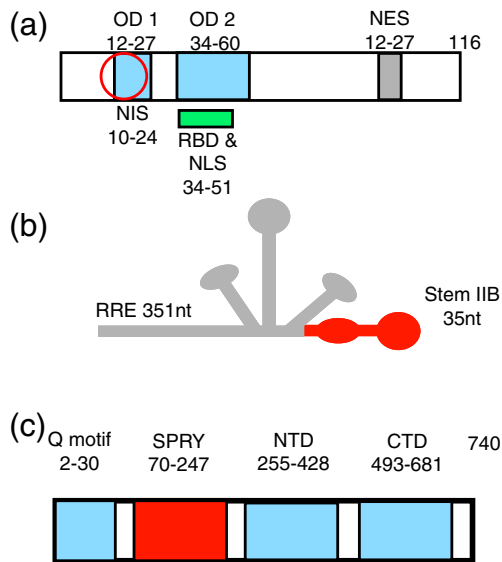 (a)
OD 1
12-27
OD 2
34-60
NES
12-27
116
NIS
10-24
RBD &
NLS
34-51
(b)
RRE 351nt
Stem IIB
35nt
(c)
Q motif
2-30
SPRY
70-247
NTD
255-428
CTD
493-681
740